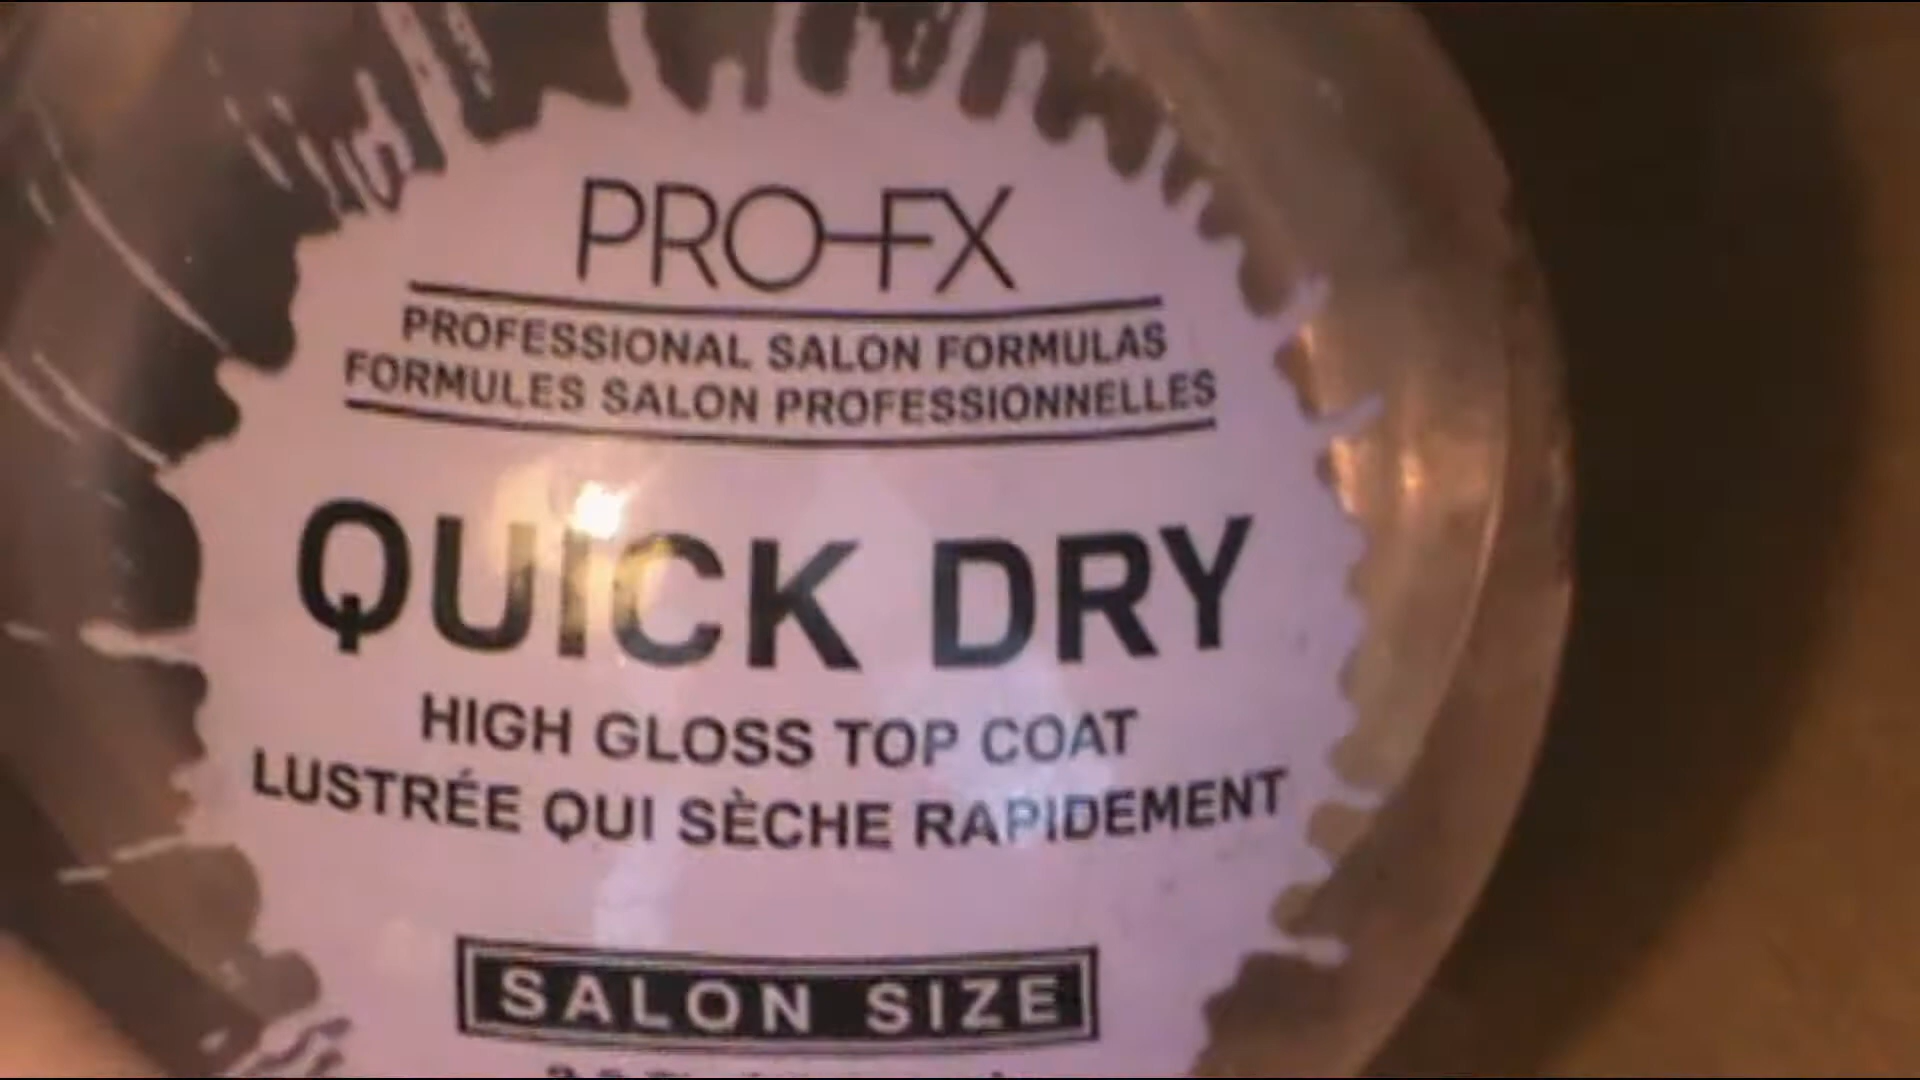 PRO-FX
PROFESSIONAL SALON FORMULAS
FORMULES SALON PROFESSIONNELLES
QUICK DRY
HIGH GLOSS TOP COAT
LUSTRÉE QUI SÈCHE RAPIDEMENT
SALON SIZE